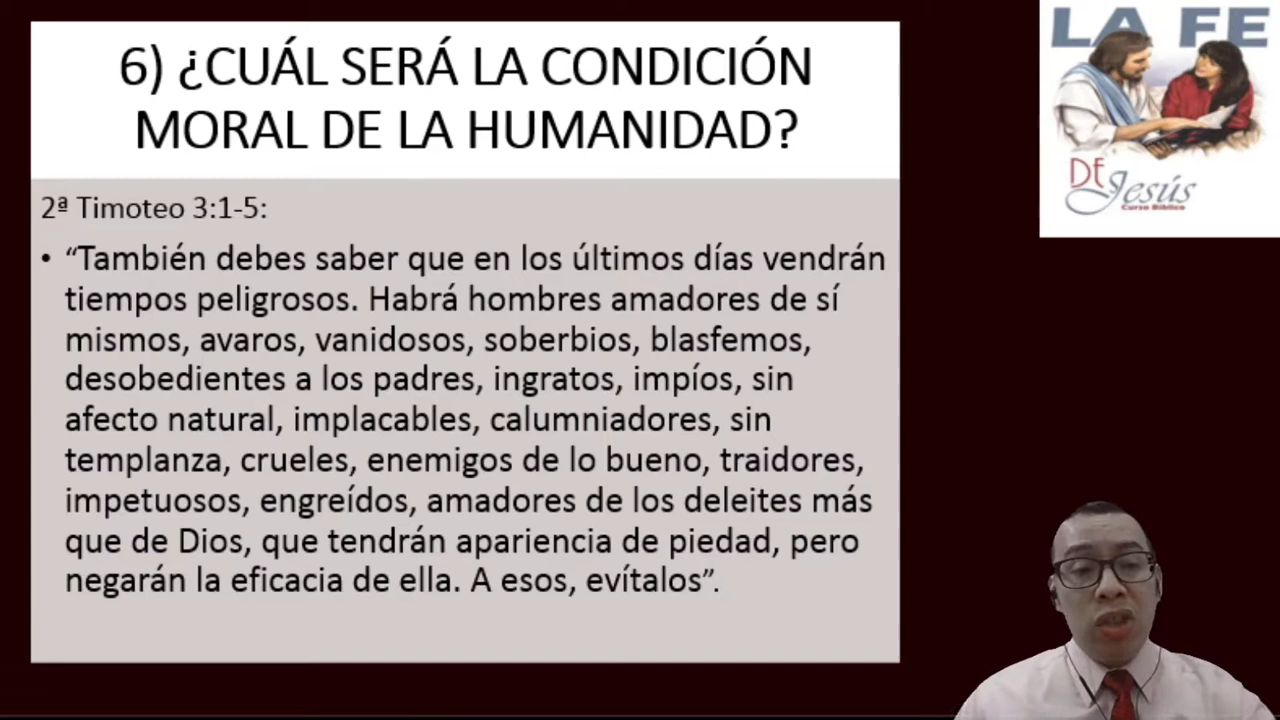 6) ¿CUÁL SERÁ LA CONDICIÓN
MORAL DE LA HUMANIDAD?
2ª Timoteo 3:1-5:
• “También debes saber que en los últimos días vendrán
tiempos peligrosos. Habrá hombres amadores de sí
mismos, avaros, vanidosos, soberbios, blasfemos,
desobedientes a los padres, ingratos, impíos, sin
afecto natural, implacables, calumniadores, sin
templanza, crueles, enemigos de lo bueno, traidores,
impetuosos, engreídos, amadores de los deleites más
que de Dios, que tendrán apariencia de piedad, pero
negarán la eficacia de ella. A esos, evítalos”.
LA FE
DE
Jesús
Curso Bíblico